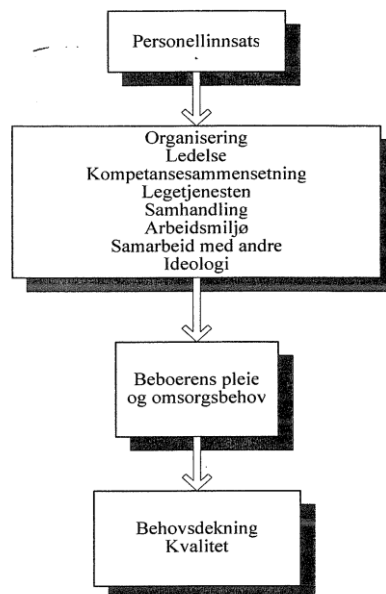 Personellinnsats
Organisering
Ledelse
Kompetansesammensetning
Legetjenesten
Samhandling
Arbeidsmiljø
Samarbeid med andre
Ideologi
Beboerens pleie
og omsorgsbehov
Behovsdekning
Kvalitet